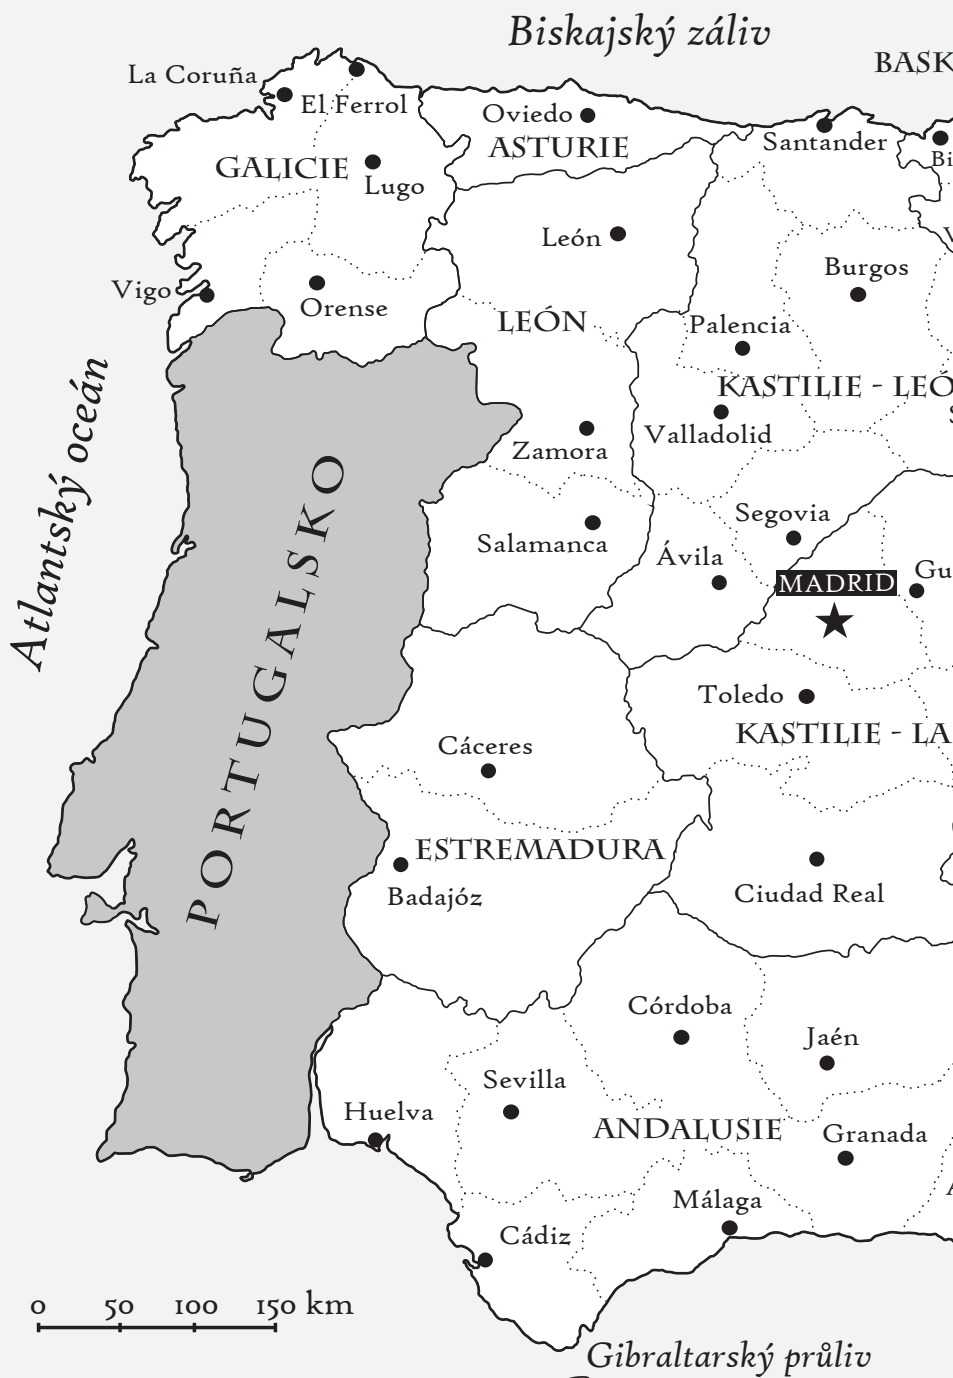 Biskajský záliv
BASK
La Coruña
El Ferrol
Oviedo
ASTURIE
Santander
Bi
GALICIE
Lugo
León
V
Burgos
Vigo
Orense
LEÓN
Palencia
KASTILIE - LEÓ
S
Valladolid
Zamora
Atlantský oceán
PORTUGALSKO
Segovia
Salamanca
Ávila
MADRID
Gu
Toledo
KASTILIE - LA
Cáceres
ESTREMADURA
Badajóz
Ciudad Real
Córdoba
Jaén
Sevilla
Huelva
ANDALUSIE
Granada
Málaga
A
Cádiz
0 50 100 150 km
Gibraltarský průliv